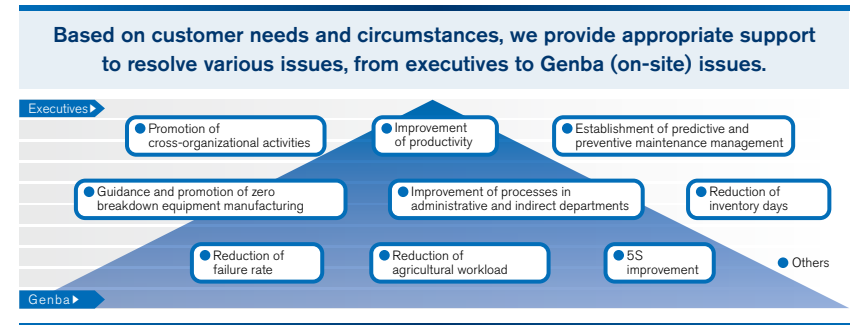 Based on customer needs and circumstances, we provide appropriate support
to resolve various issues, from executives to Genba (on-site) issues.
Executives
Promotion of
cross-organizational activities
Improvement
of productivity
Establishment of predictive and
preventive maintenance management
Guidance and promotion of zero
breakdown equipment manufacturing
Improvement of processes in
administrative and indirect departments
Reduction of
inventory days
Reduction of
failure rate
Reduction of
agricultural workload
5S
improvement
Others
Genba